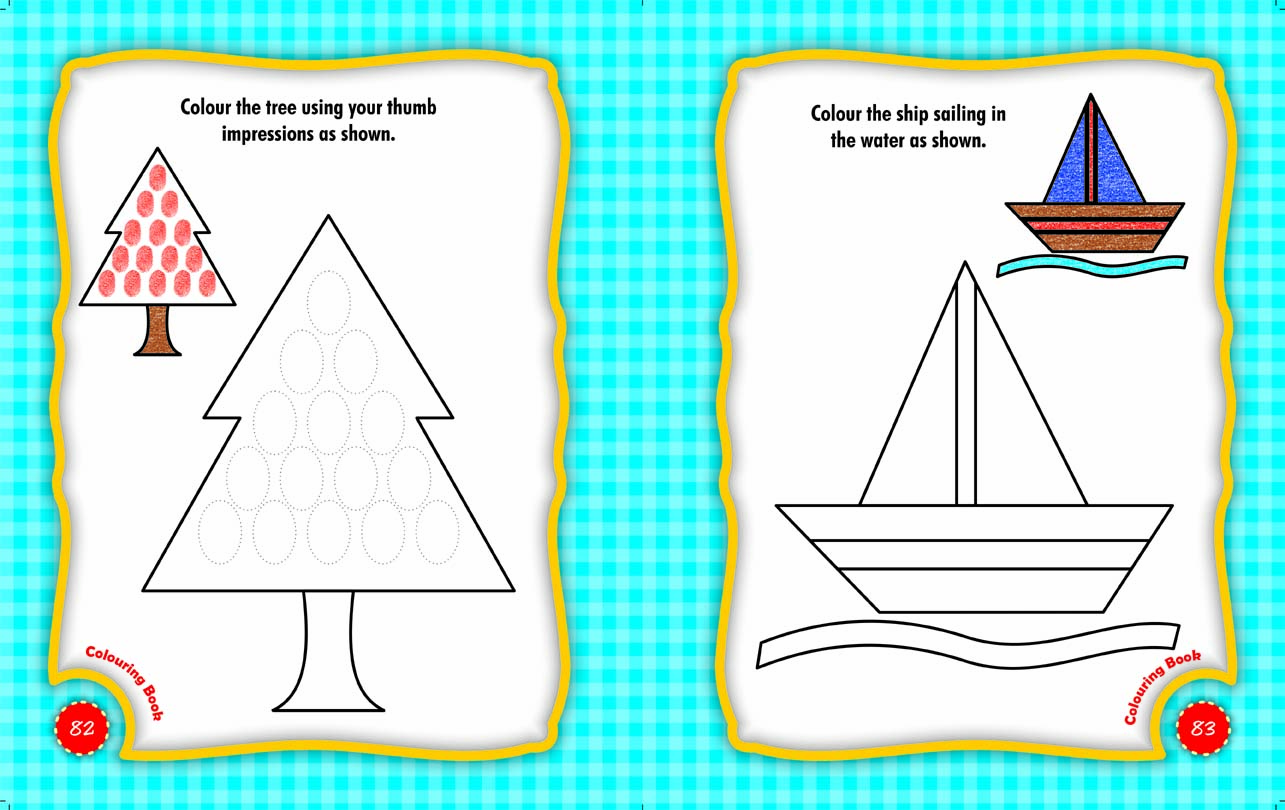 Colour the tree using your thumb
impressions as shown.
Colouring Book
82
Colour the ship sailing in
the water as shown.
Colouring Book
83